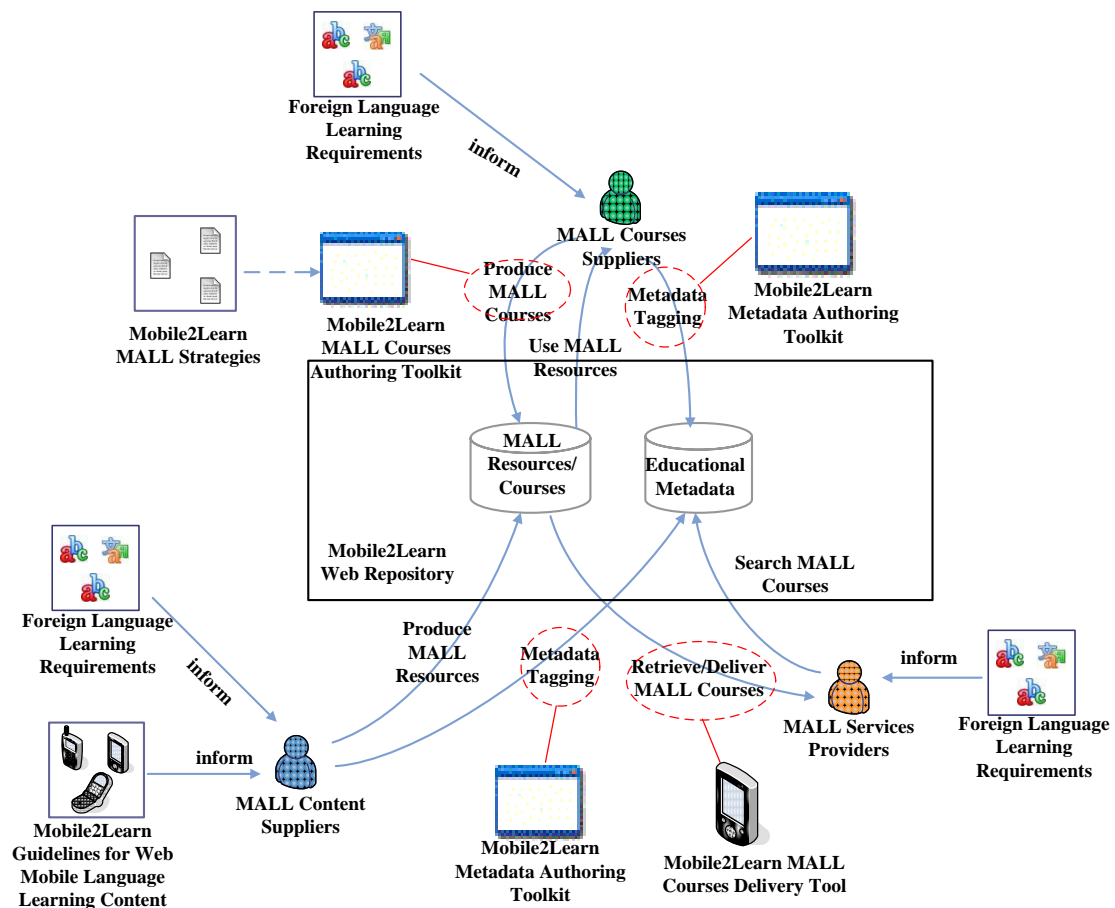 Foreign Language
Learning
Requirements
inform
MALL Courses
Suppliers
Produce
MALL
Courses
Metadata
Tagging
Mobile2Learn
Metadata Authoring
Toolkit
Mobile2Learn
MALL Strategies
Mobile2Learn
MALL Courses
Authoring Toolkit
Use MALL
Resources
MALL
Resources/
Courses
Educational
Metadata
Mobile2Learn
Web Repository
Search MALL
Courses
Foreign Language
Learning
Requirements
inform
Produce
MALL
Resources
Metadata
Tagging
Retrieve/Deliver
MALL Courses
inform
MALL Services
Providers
Foreign Language
Learning
Requirements
inform
MALL Content
Suppliers
Mobile2Learn
Guidelines for Web
Mobile Language
Learning Content
Mobile2Learn
Metadata Authoring
Toolkit
Mobile2Learn MALL
Courses Delivery Tool